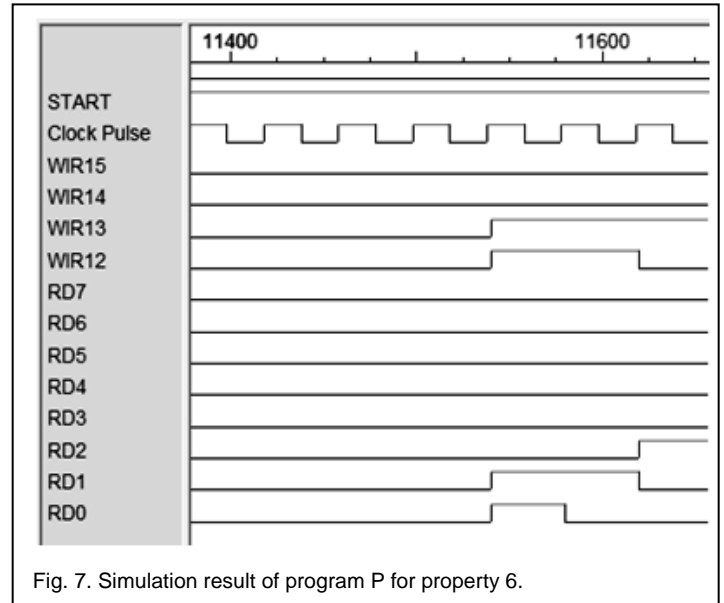 11400 11600
START
Clock Pulse
WIR15
WIR14
WIR13
WIR12
RD7
RD6
RD5
RD4
RD3
RD2
RD1
RD0
Fig. 7. Simulation result of program P for property 6.